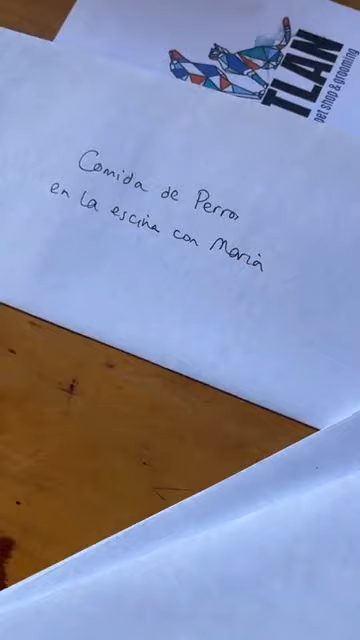 TLAN
pet shop & grooming
Comida de Perro,
en la escina con María